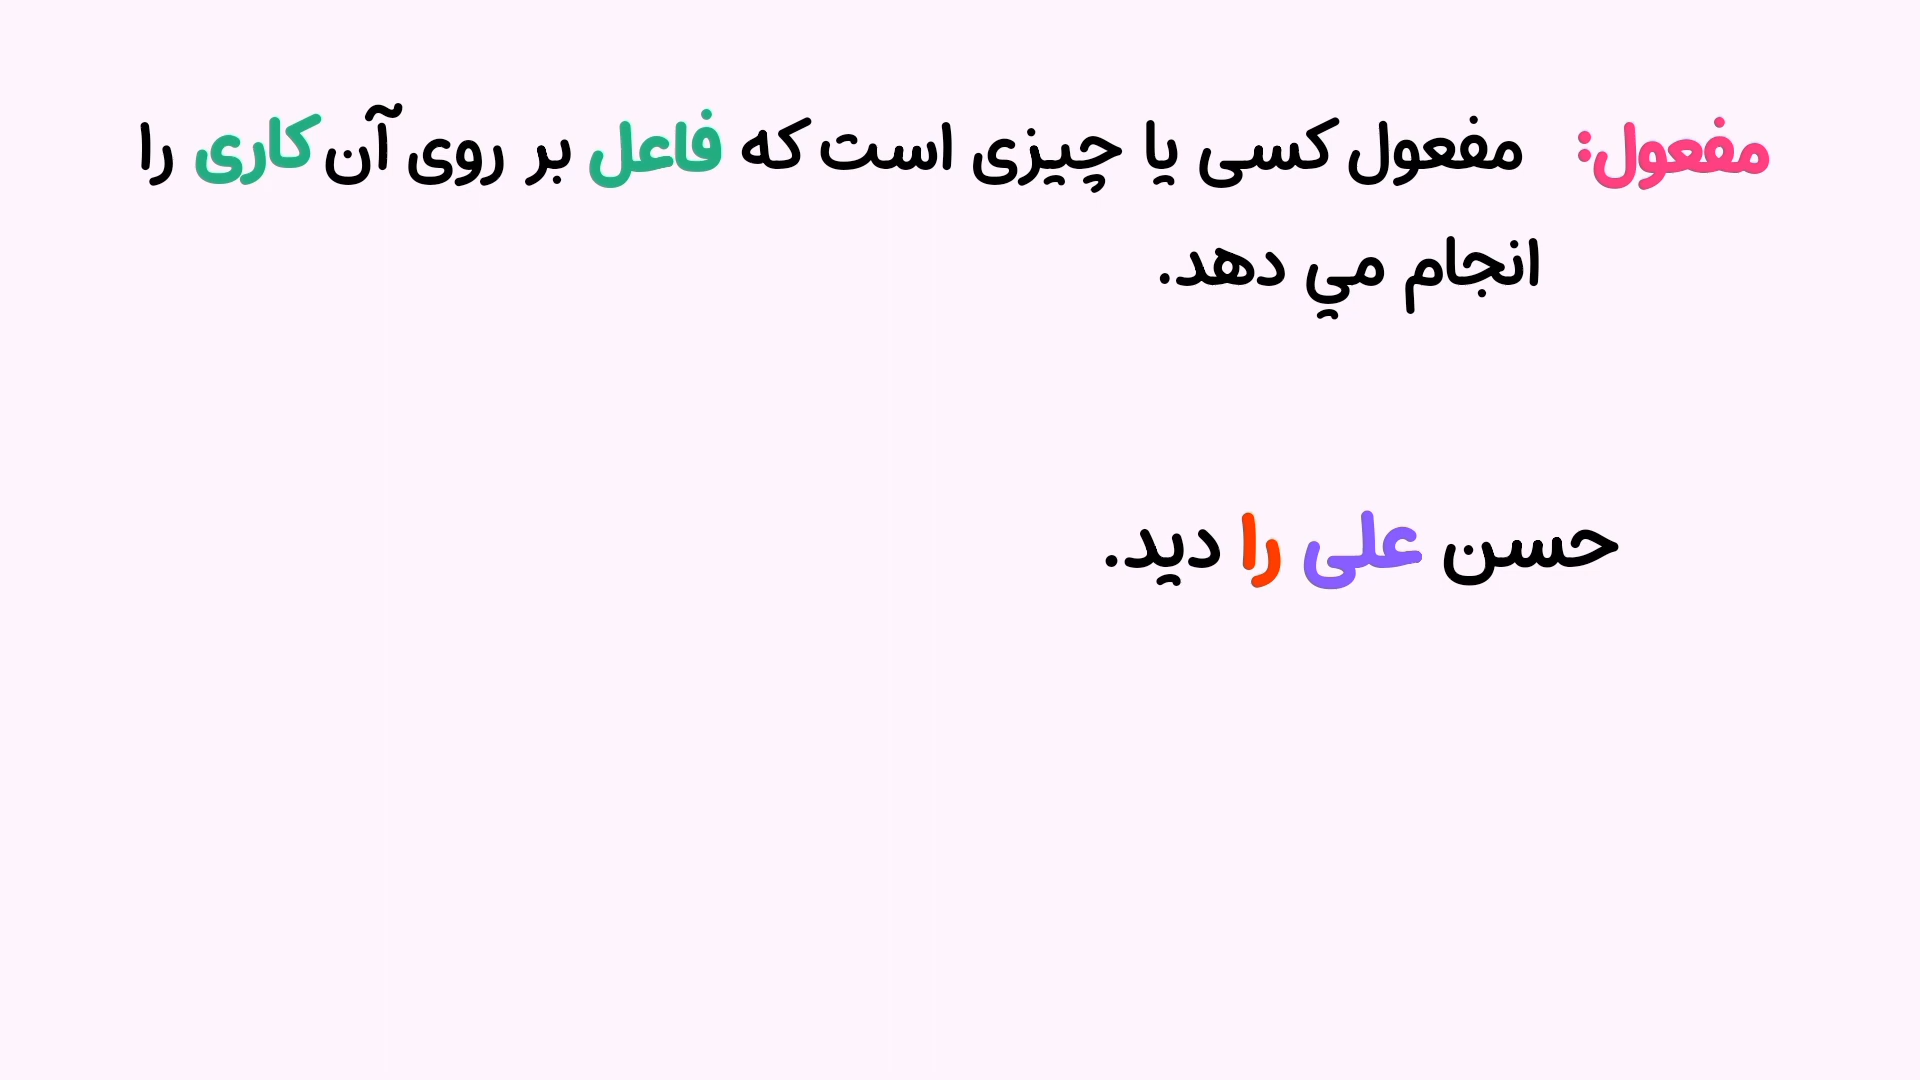 مفعول: مفعول کسی یا چیزی است که فاعل بر روی آن کاری را
انجام مي دهد.
حسن علی را دید.